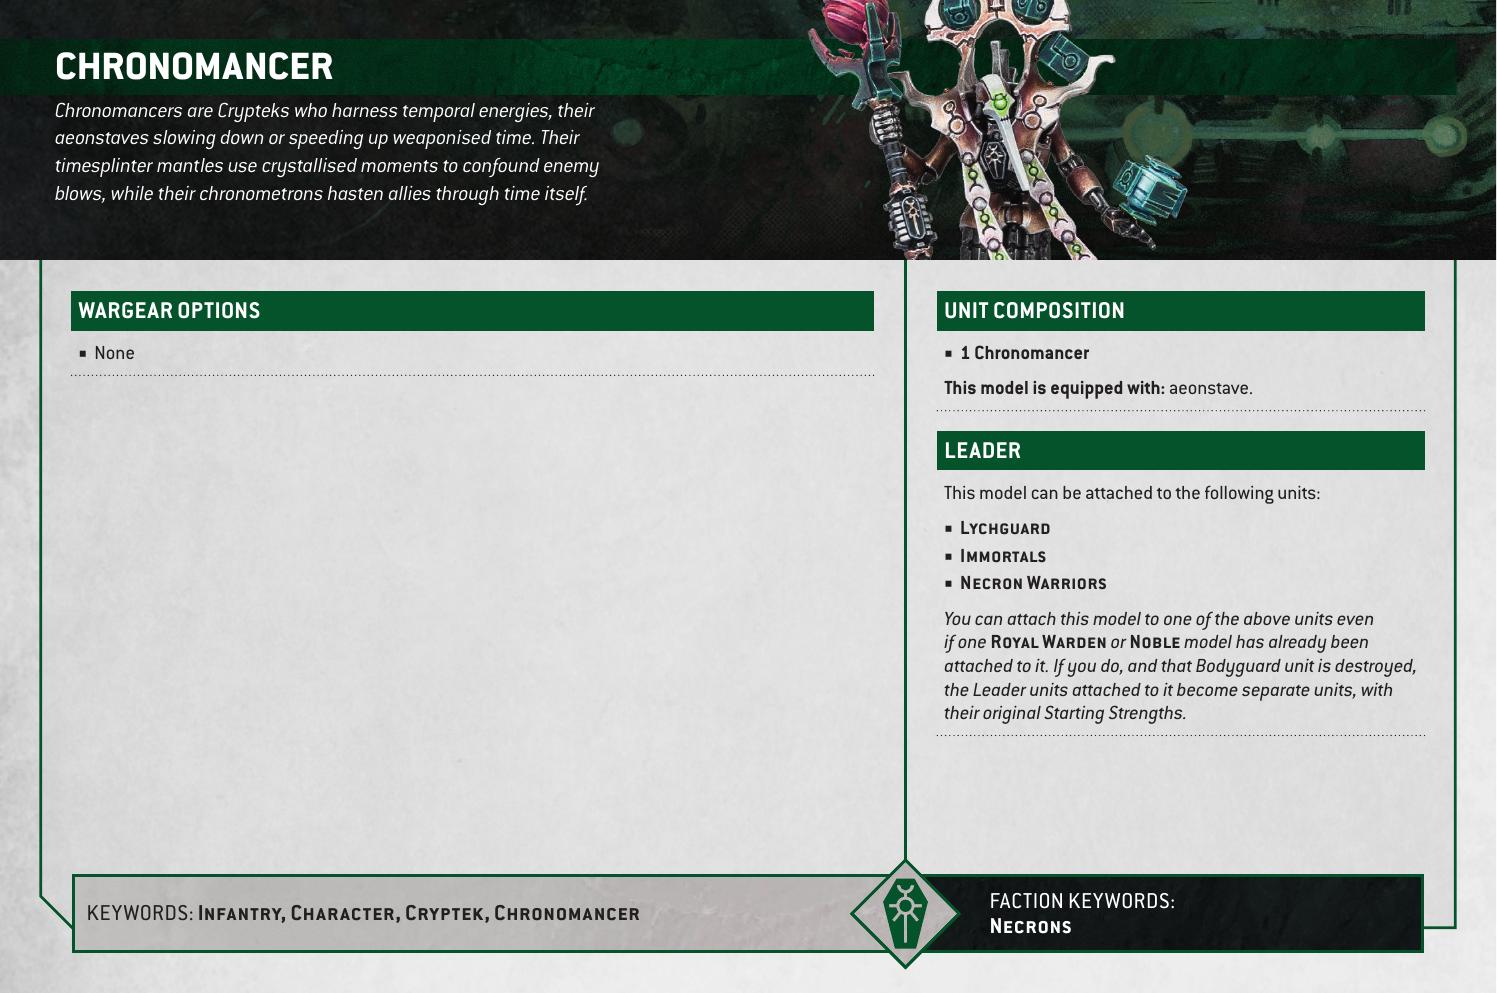 CHRONOMANCER
Chronomancers are Crypteks who harness temporal energies, their
aeonstaves slowing down or speeding up weaponised time. Their
timesplinter mantles use crystallised moments to confound enemy
blows, while their chronometrons hasten allies through time itself.
WARGEAR OPTIONS
▪ None
UNIT COMPOSITION
▪ 1 Chronomancer
This model is equipped with: aeonstave.
LEADER
This model can be attached to the following units:
▪ LYCHGUARD
▪ IMMORTALS
▪ NECRON WARRIORS
You can attach this model to one of the above units even
if one ROYAL WARDEN or NOBLE model has already been
attached to it. If you do, and that Bodyguard unit is destroyed,
the Leader units attached to it become separate units, with
their original Starting Strengths.
KEYWORDS: INFANTRY, CHARACTER, CRYPTEK, CHRONOMANCER
FACTION KEYWORDS:
NECRONS